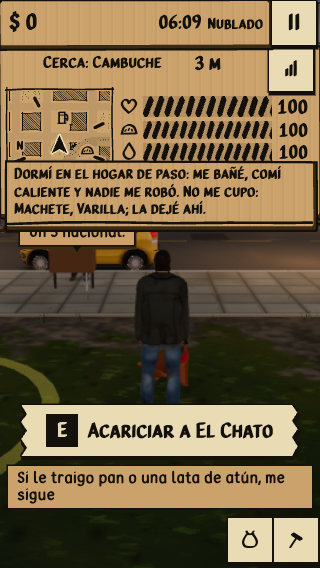 $ 0
06:09 Nublado
Cerca: Cambuche 3 m
N
100
100
100
Dormí en el hogar de paso: me bañé, comí
caliente y nadie me robó. No me cupo:
Machete, Varilla; la dejé ahí.
un 3 nacional.
E Acariciar a El Chato
Si le traigo pan o una lata de atún, me
sigue